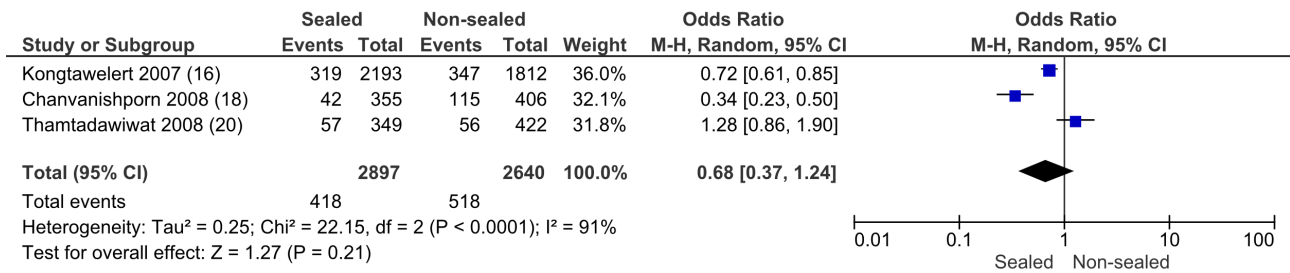 Sealed Non-sealed Odds Ratio Odds Ratio
Study or Subgroup Events Total Events Total Weight M-H, Random, 95% CI M-H, Random, 95% CI
Kongtawelert 2007 (16) 319 2193 347 1812 36.0% 0.72 [0.61, 0.85]
Chanvanishporn 2008 (18) 42 355 115 406 32.1% 0.34 [0.23, 0.50]
Thamtadawiwat 2008 (20) 57 349 56 422 31.8% 1.28 [0.86, 1.90]
Total (95% CI) 2897 2640 100.0% 0.68 [0.37, 1.24]
Total events 418 518
Heterogeneity: Tau² = 0.25; Chi² = 22.15, df = 2 (P < 0.0001); I² = 91%
Test for overall effect: Z = 1.27 (P = 0.21)
0.01 0.1 1 10 100
Sealed Non-sealed